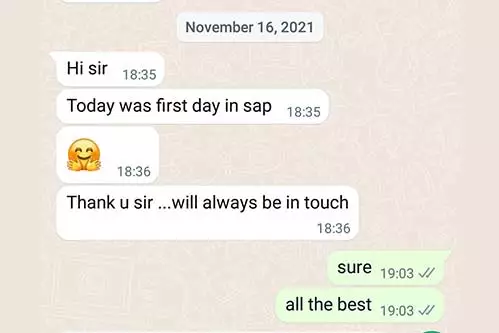 November 16, 2021
Hi sir 18:35
Today was first day in sap 18:35
🤗
18:36
Thank u sir ...will always be in touch
18:36
sure 19:03
all the best 19:03